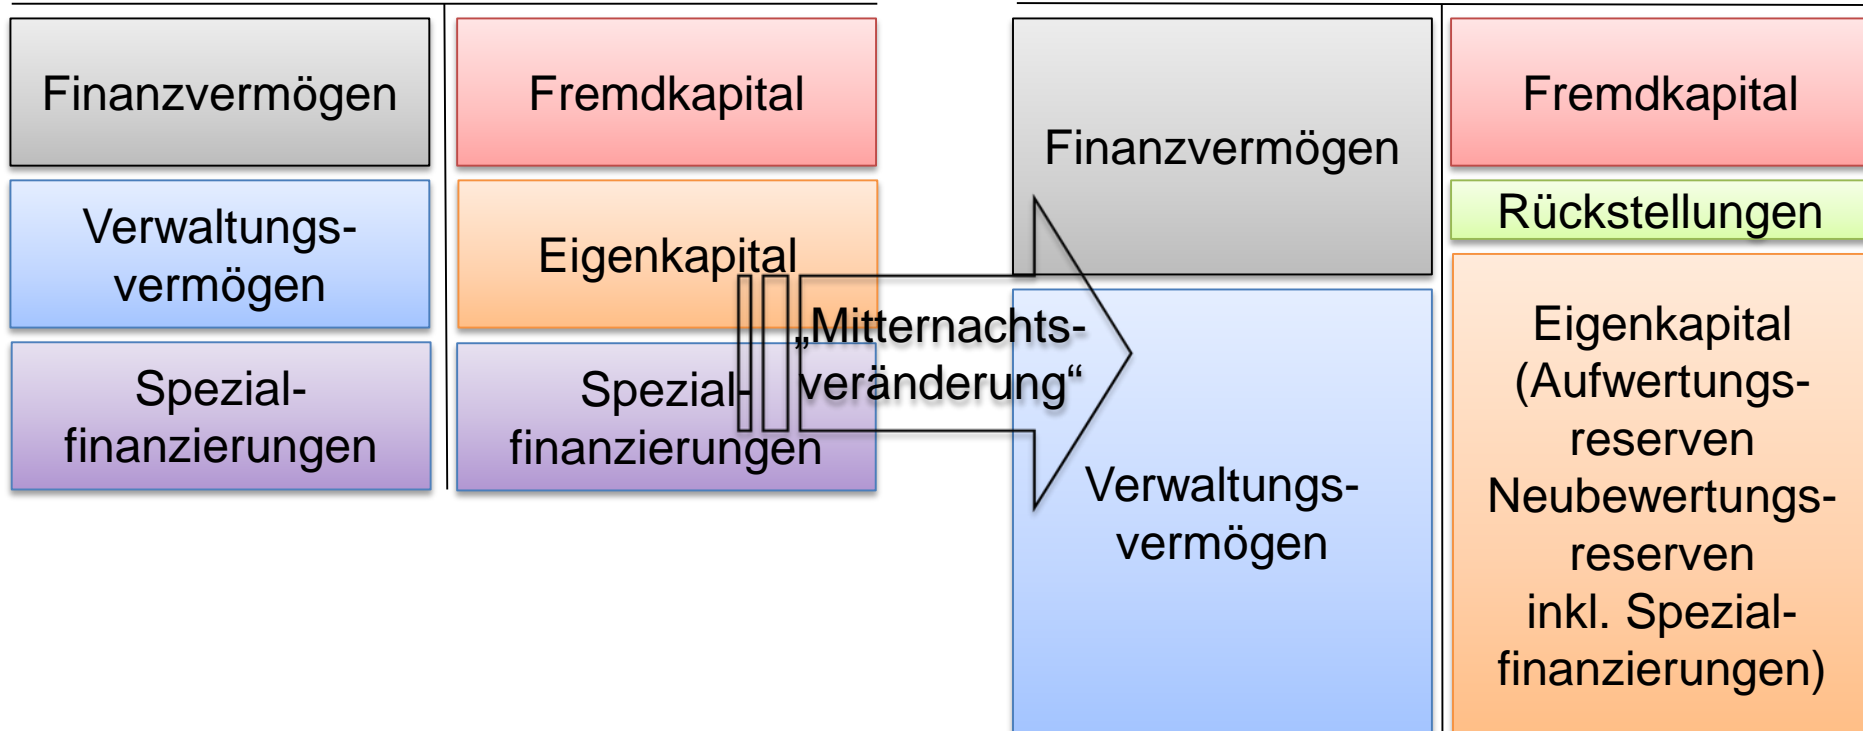 Finanzvermögen
Verwaltungs-
vermögen
Spezial-
finanzierungen
Fremdkapital
Eigenkapital
Spezial-
finanzierungen
„Mitternachts-
veränderung“
Finanzvermögen
Verwaltungs-
vermögen
Fremdkapital
Rückstellungen
Eigenkapital
(Aufwertungs-
reserven
Neubewertungs-
reserven
inkl. Spezial-
finanzierungen)